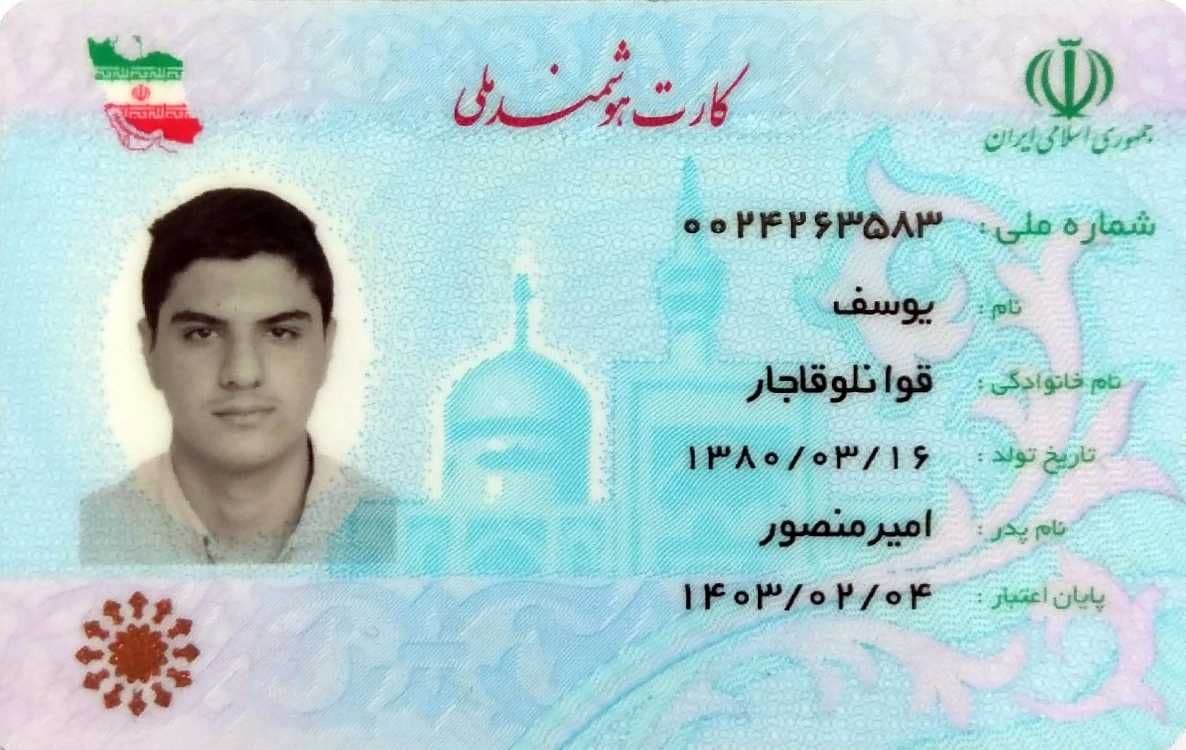 کارت هوشمند ملی
جمهوری اسلامی ایران
شماره ملی : ۰۰۲۴۲۶۳۵۸۳
نام : یوسف
نام خانوادگی : قوانلوقاجار
تاریخ تولد : ۱۳۸۰/۰۳/۱۶
نام پدر : امیرمنصور
پایان اعتبار : ۱۴۰۳/۰۲/۰۴